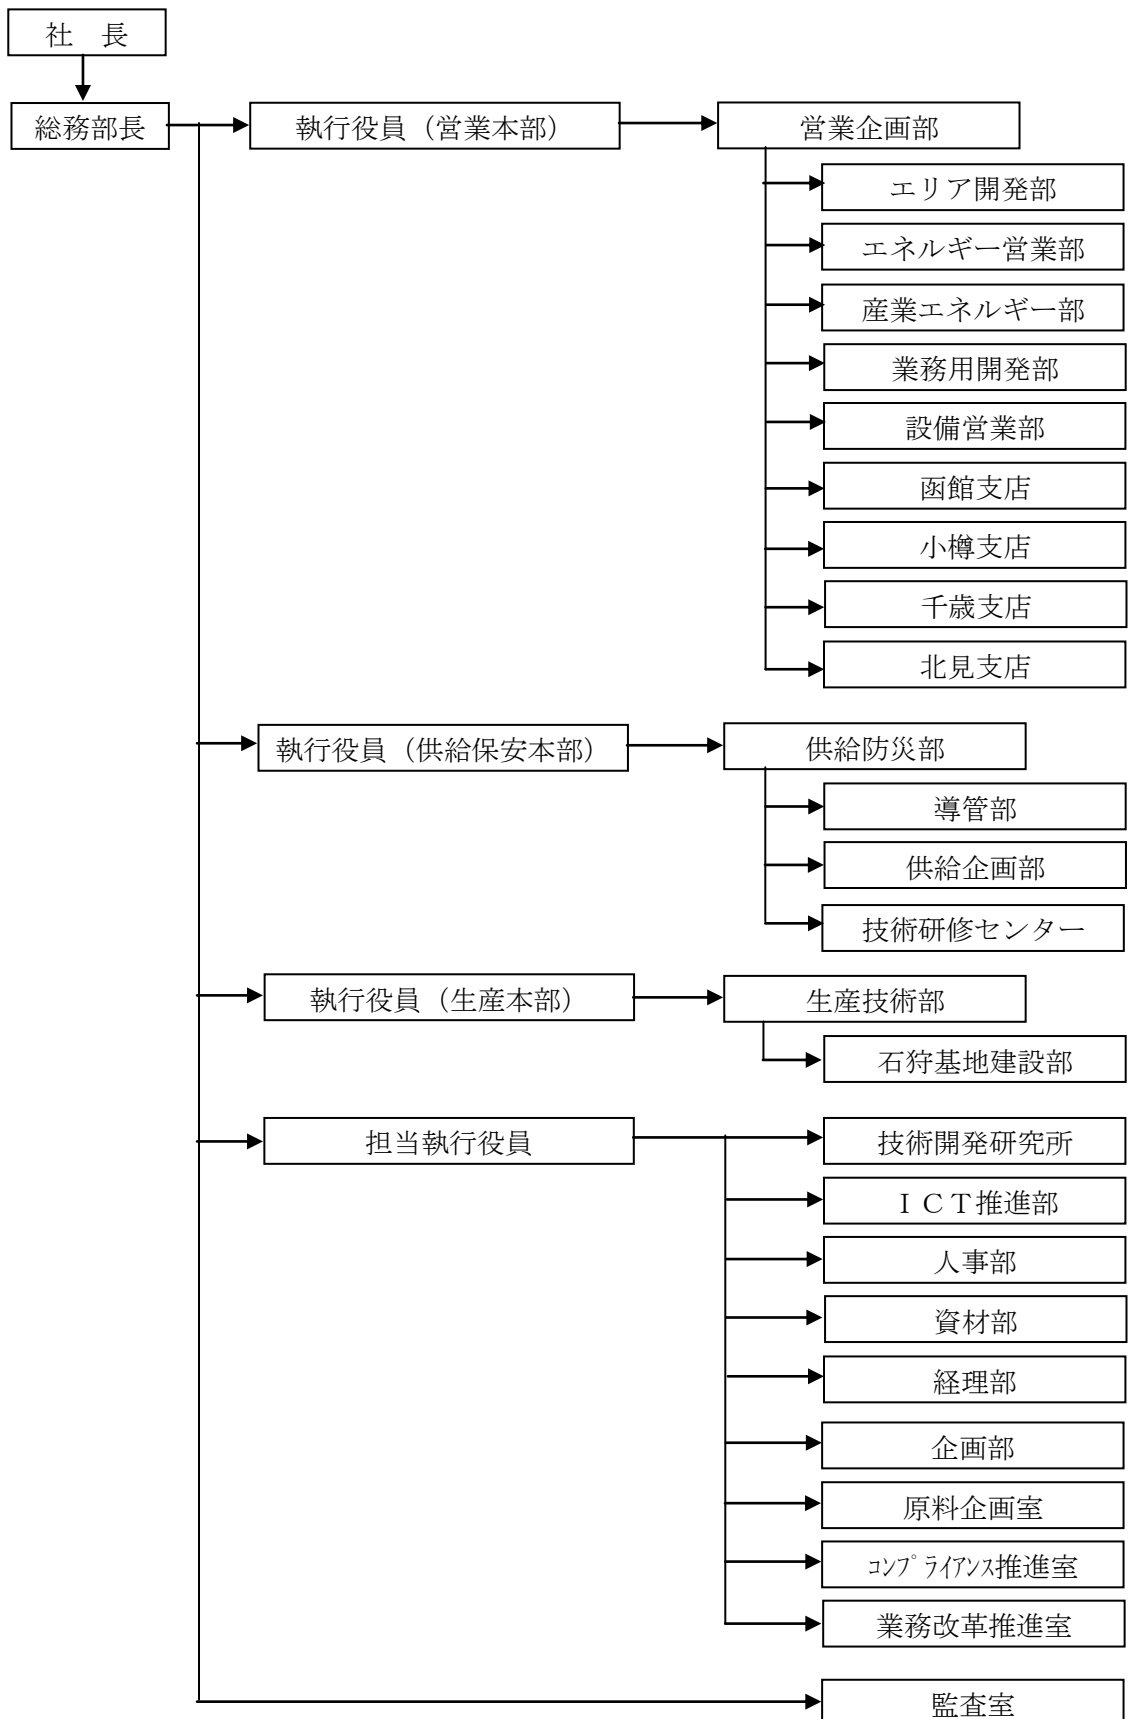 社　長
総務部長
執行役員（営業本部）
営業企画部
エリア開発部
エネルギー営業部
産業エネルギー部
業務用開発部
設備営業部
函館支店
小樽支店
千歳支店
北見支店
執行役員（供給保安本部）
供給防災部
導管部
供給企画部
技術研修センター
執行役員（生産本部）
生産技術部
石狩基地建設部
担当執行役員
技術開発研究所
ＩＣＴ推進部
人事部
資材部
経理部
企画部
原料企画室
ｺﾝﾌﾟﾗｲｱﾝｽ推進室
業務改革推進室
監査室